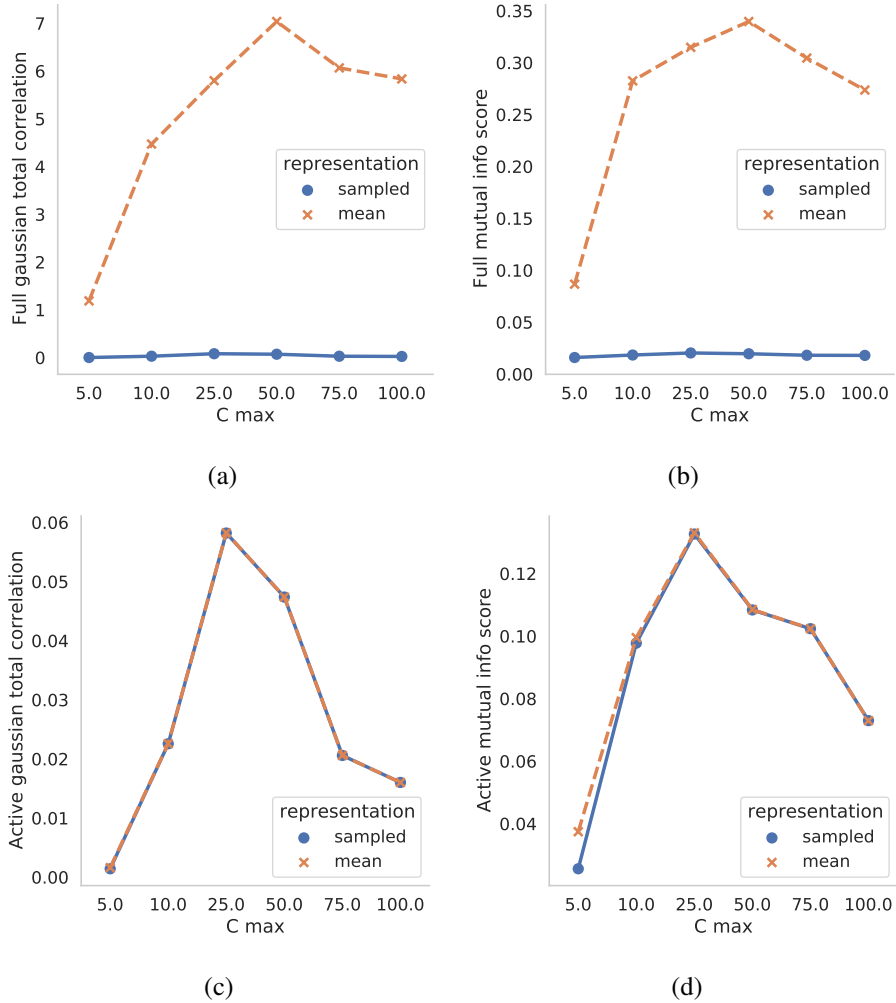 Full gaussian total correlation
7
6
5
4
3
2
1
0
representation
sampled
mean
5.0 10.0 25.0 50.0 75.0 100.0
C max
(a)
Full mutual info score
0.35
0.30
0.25
0.20
0.15
0.10
0.05
0.00
representation
sampled
mean
5.0 10.0 25.0 50.0 75.0 100.0
C max
(b)
Active gaussian total correlation
0.06
0.05
0.04
0.03
0.02
0.01
0.00
representation
sampled
mean
5.0 10.0 25.0 50.0 75.0 100.0
C max
(c)
Active mutual info score
0.12
0.10
0.08
0.06
0.04
representation
sampled
mean
5.0 10.0 25.0 50.0 75.0 100.0
C max
(d)